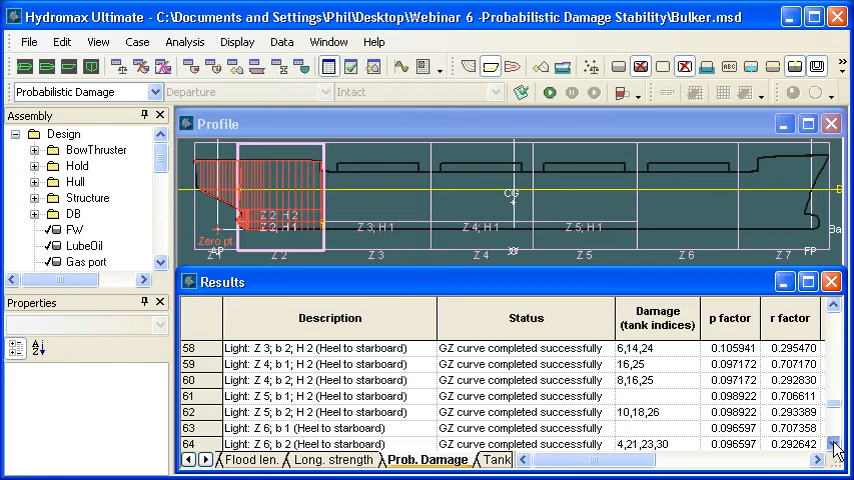 Hydromax Ultimate - C:\Documents and Settings\Phil\Desktop\Webinar 6 -Probabilistic Damage Stability\Bulker.msd
File Edit View Case Analysis Display Data Window Help
Probabilistic Damage Departure Intact
Assembly
Design
BowThruster
Hold
Hull
Structure
DB
FW
LubeOil
Gas port
Properties
Profile
CG
D
Z 2; H 2
Z 2; H 1 Z 3; H 1 Z 4; H 1 Z 5; H 1
Ba
Zero pt.
AP Z 2 Z 3 Z 4 Z 5 Z 6 Z 7 FP
Results
Description Status Damage (tank indices) p factor r factor
58 Light: Z 3; b 2; H 2 (Heel to starboard) GZ curve completed successfully 6,14,24 0.105941 0.295470
59 Light: Z 4; b 1; H 2 (Heel to starboard) GZ curve completed successfully 16,25 0.097172 0.707170
60 Light: Z 4; b 2; H 2 (Heel to starboard) GZ curve completed successfully 8,16,25 0.097172 0.292830
61 Light: Z 5; b 1; H 2 (Heel to starboard) GZ curve completed successfully 18,26 0.098922 0.706611
62 Light: Z 5; b 2; H 2 (Heel to starboard) GZ curve completed successfully 10,18,26 0.098922 0.293389
63 Light: Z 6; b 1 (Heel to starboard) GZ curve completed successfully 0.096597 0.707358
64 Light: Z 6; b 2 (Heel to starboard) GZ curve completed successfully 4,21,23,30 0.096597 0.292642
Flood len. Long. strength Prob. Damage Tank